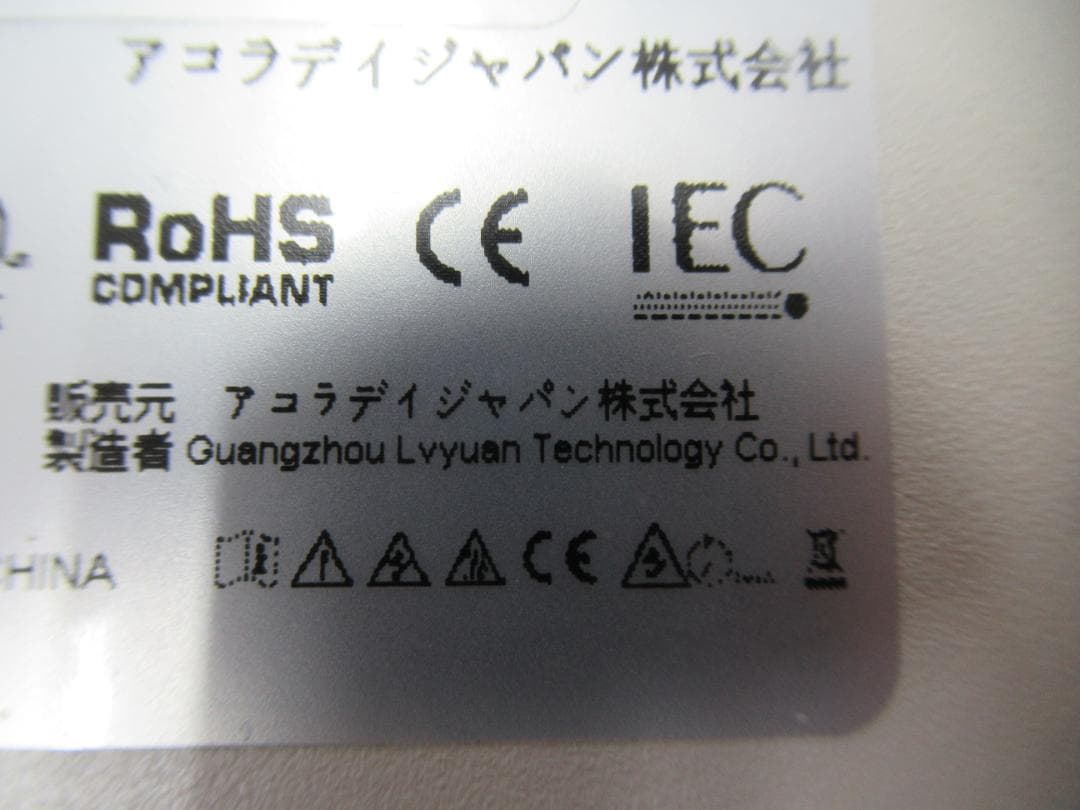 アコラデイジャパン株式会社
RoHS CE IEC
COMPLIANT
販売元 アコラデイジャパン株式会社
製造者 Guangzhou Lvyuan Technology Co., Ltd.
CHINA CE